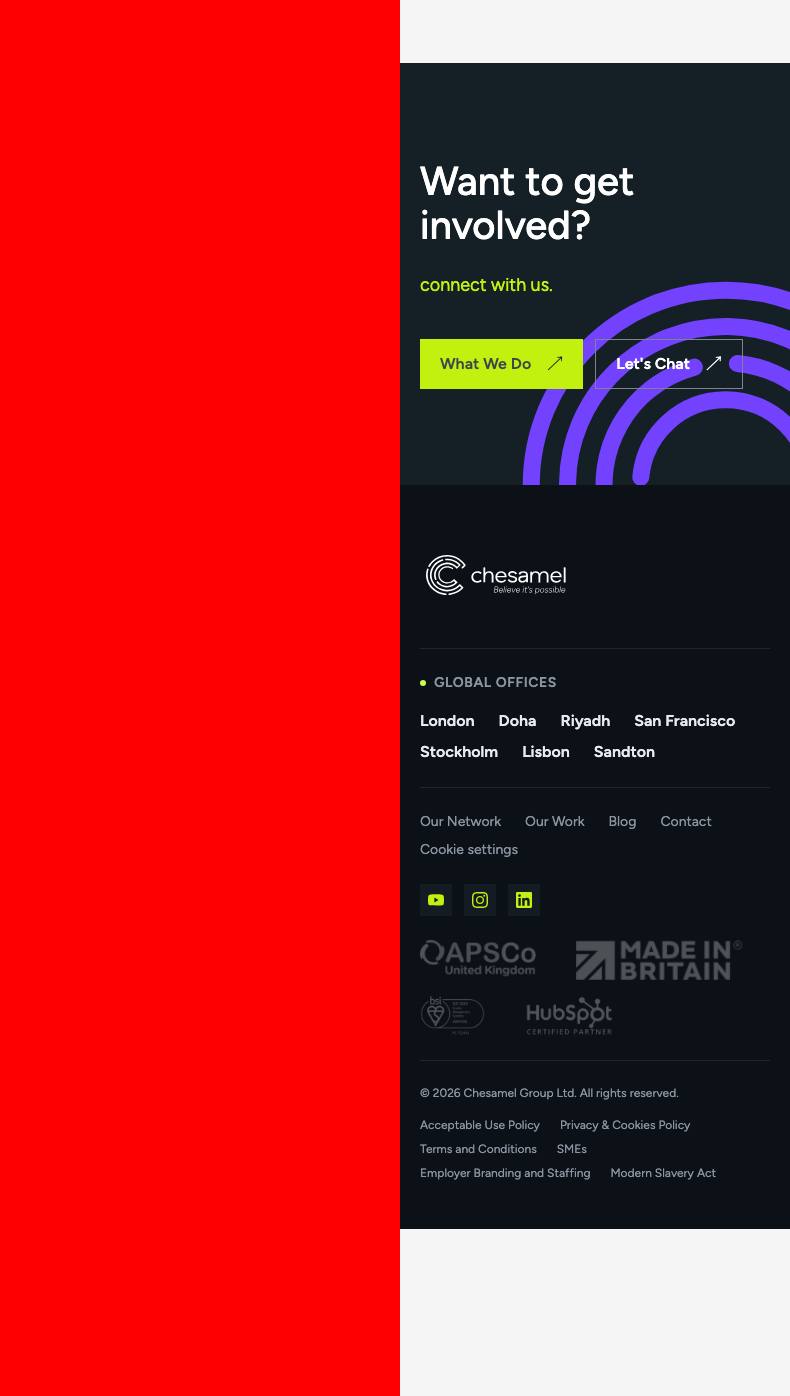 Want to get
involved?
connect with us.
What We Do
Let's Chat
chesamel
Believe it's possible
GLOBAL OFFICES
London Doha Riyadh San Francisco
Stockholm Lisbon Sandton
Our Network Our Work Blog Contact
Cookie settings
APSCo
United Kingdom
MADE IN
BRITAIN®
bsi
HubSpot
CERTIFIED PARTNER
© 2026 Chesamel Group Ltd. All rights reserved.
Acceptable Use Policy Privacy & Cookies Policy
Terms and Conditions SMEs
Employer Branding and Staffing Modern Slavery Act